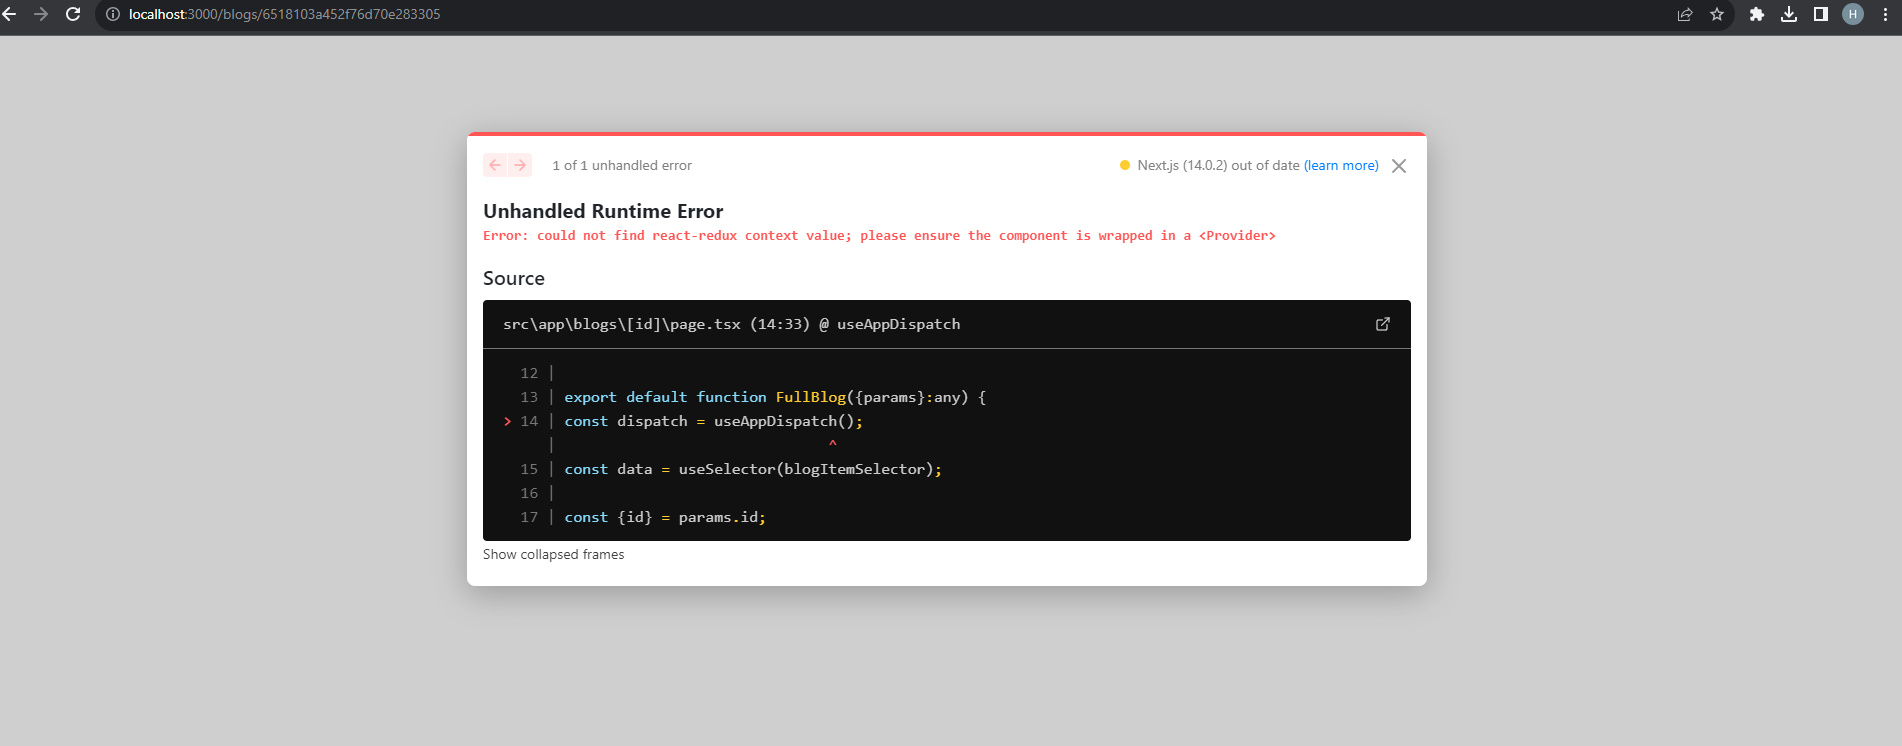 localhost:3000/blogs/6518103a452f76d70e283305
H
1 of 1 unhandled error
Next.js (14.0.2) out of date (learn more)
Unhandled Runtime Error
Error: could not find react-redux context value; please ensure the component is wrapped in a <Provider>
Source
src\app\blogs\[id]\page.tsx (14:33) @ useAppDispatch
12 |
13 | export default function FullBlog({params}:any) {
> 14 | const dispatch = useAppDispatch();
| ^
15 | const data = useSelector(blogItemSelector);
16 |
17 | const {id} = params.id;
Show collapsed frames